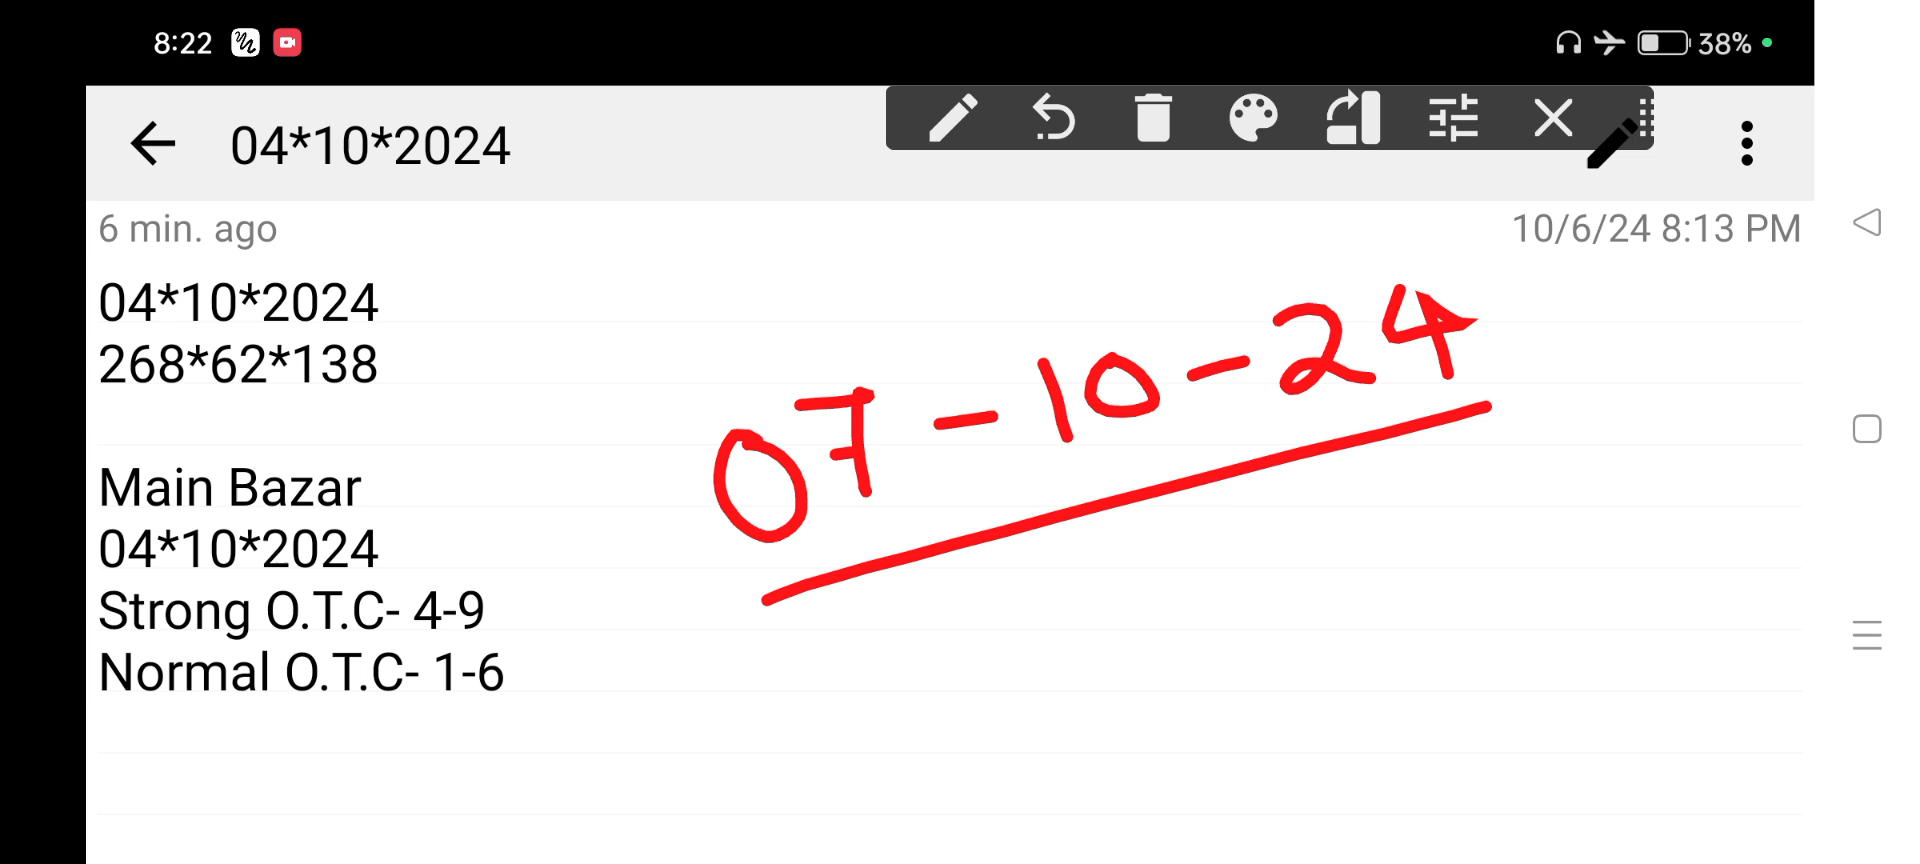 8:22 38%
04*10*2024
6 min. ago 10/6/24 8:13 PM
04*10*2024
268*62*138
07-10-24
Main Bazar
04*10*2024
Strong O.T.C- 4-9
Normal O.T.C- 1-6